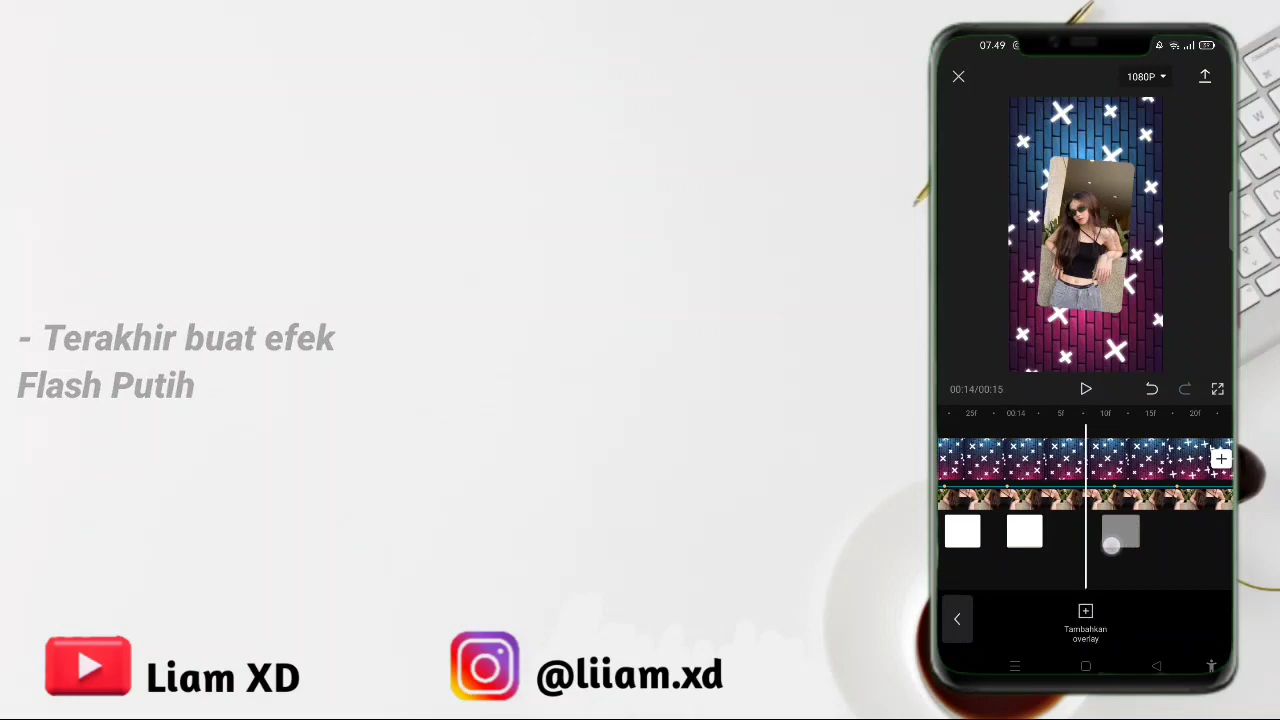 07.49
1080P
- Terakhir buat efek
Flash Putih
00:14/00:15
25f 00:14 5f 10f 15f 20f
Tambahkan
overlay
Liam XD
@liiam.xd